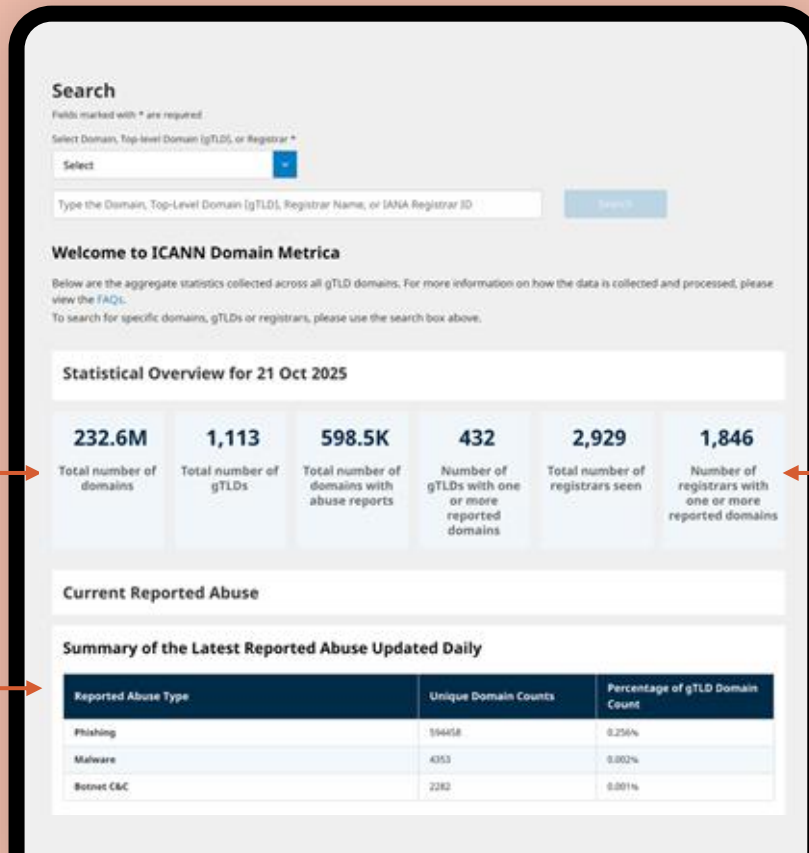 Search
Fields marked with * are required
Select Domain, Top-level Domain (gTLD), or Registrar *
Select
Type the Domain, Top-Level Domain (gTLD), Registrar Name, or IANA Registrar ID
Search
Welcome to ICANN Domain Metrica
Below are the aggregate statistics collected across all gTLD domains. For more information on how the data is collected and processed, please
view the FAQs.
To search for specific domains, gTLDs or registrars, please use the search box above.
Statistical Overview for 21 Oct 2025
232.6M
Total number of
domains
1,113
Total number of
gTLDs
598.5K
Total number of
domains with
abuse reports
432
Number of
gTLDs with one
or more
reported
domains
2,929
Total number of
registrars seen
1,846
Number of
registrars with
one or more
reported domains
Current Reported Abuse
Summary of the Latest Reported Abuse Updated Daily
Reported Abuse Type Unique Domain Counts Percentage of gTLD Domain
Count
Phishing 594458 0.256%
Malware 4353 0.002%
Botnet C&C 2282 0.001%